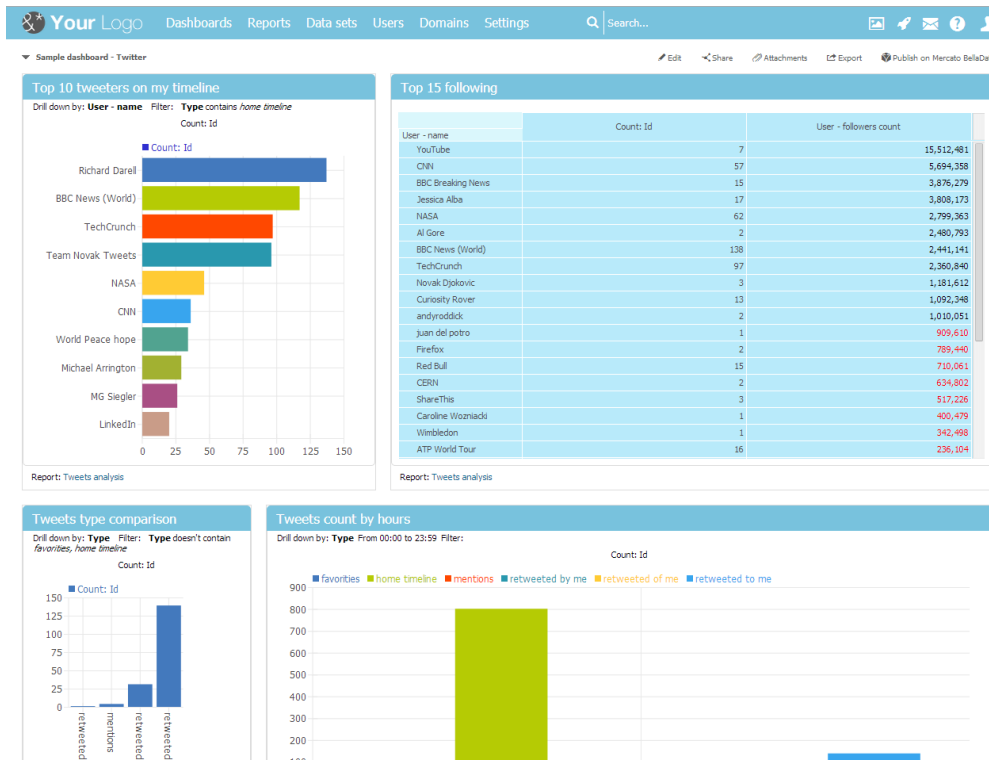 Your Logo Dashboards Reports Data sets Users Domains Settings Search...
Sample dashboard - Twitter Edit Share Attachments Export Publish on Mercato BellaDa
Top 10 tweeters on my timeline
Drill down by: User - name Filter: Type contains home timeline
Count: Id
Count: Id
Richard Darell
BBC News (World)
TechCrunch
Team Novak Tweets
NASA
CNN
World Peace hope
Michael Arrington
MG Siegler
LinkedIn
0 25 50 75 100 125 150
Report: Tweets analysis
Top 15 following
User - name Count: Id User - followers count
YouTube 7 15,512,481
CNN 57 5,694,358
BBC Breaking News 15 3,876,279
Jessica Alba 17 3,808,173
NASA 62 2,799,363
Al Gore 2 2,480,793
BBC News (World) 138 2,441,141
TechCrunch 97 2,360,840
Novak Djokovic 3 1,181,612
Curiosity Rover 13 1,092,348
andyroddick 2 1,010,051
juan del potro 1 909,610
Firefox 2 789,440
Red Bull 15 710,061
CERN 2 634,802
ShareThis 3 517,226
Caroline Wozniacki 1 400,479
Wimbledon 1 342,498
ATP World Tour 16 236,104
Report: Tweets analysis
Tweets type comparison
Drill down by: Type Filter: Type doesn't contain
favorities, home timeline
Count: Id
Count: Id
150
125
100
75
50
25
0
retweeted
mentions
retweeted
retweeted
Tweets count by hours
Drill down by: Type From 00:00 to 23:59 Filter:
Count: Id
favorities home timeline mentions retweeted by me retweeted of me retweeted to me
900
800
700
600
500
400
300
200